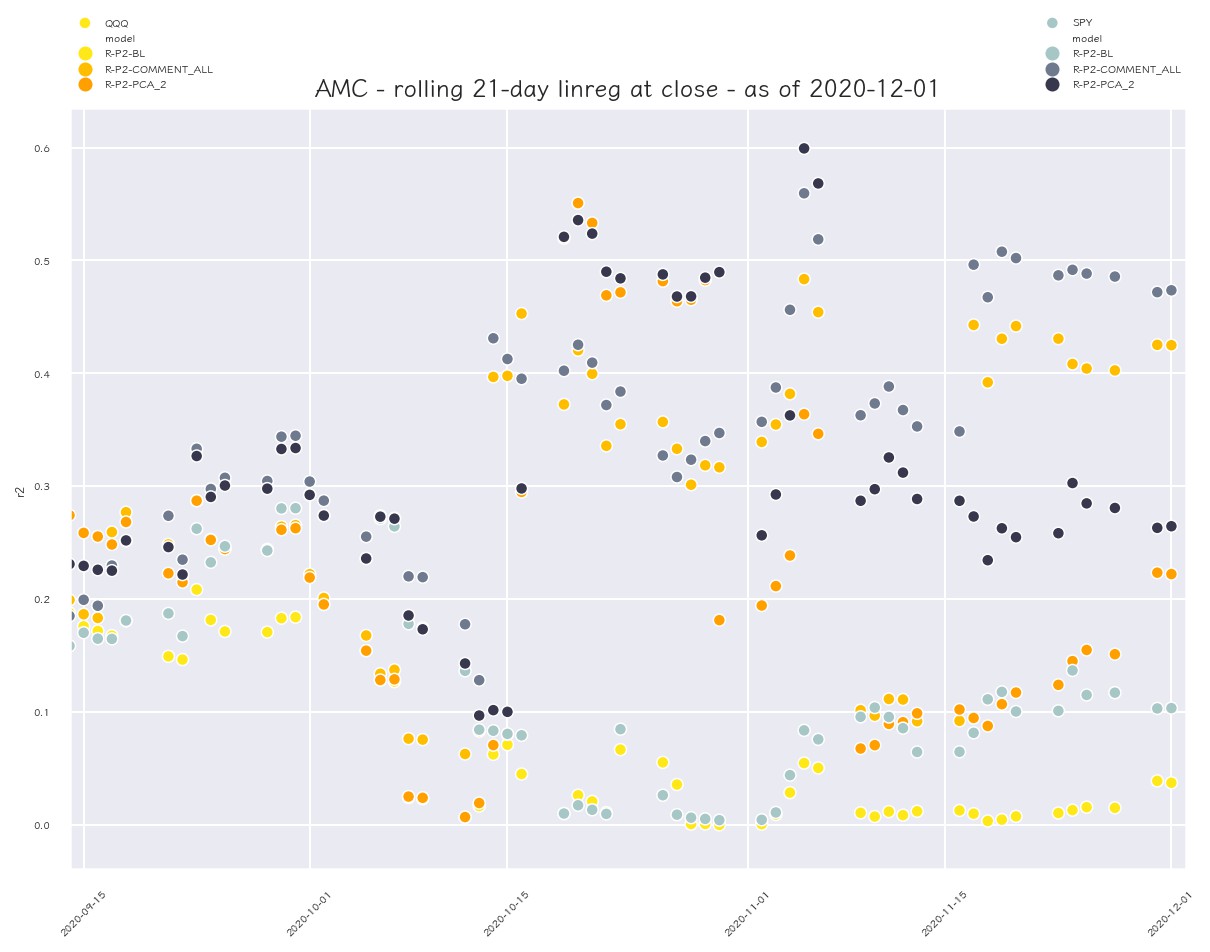 QQQ
model
R-P2-BL
R-P2-COMMENT_ALL
R-P2-PCA_2
SPY
model
R-P2-BL
R-P2-COMMENT_ALL
R-P2-PCA_2
AMC - rolling 21-day linreg at close - as of 2020-12-01
0.6
0.5
0.4
0.3
0.2
0.1
0.0
r2
2020-09-15
2020-10-01
2020-10-15
2020-11-01
2020-11-15
2020-12-01